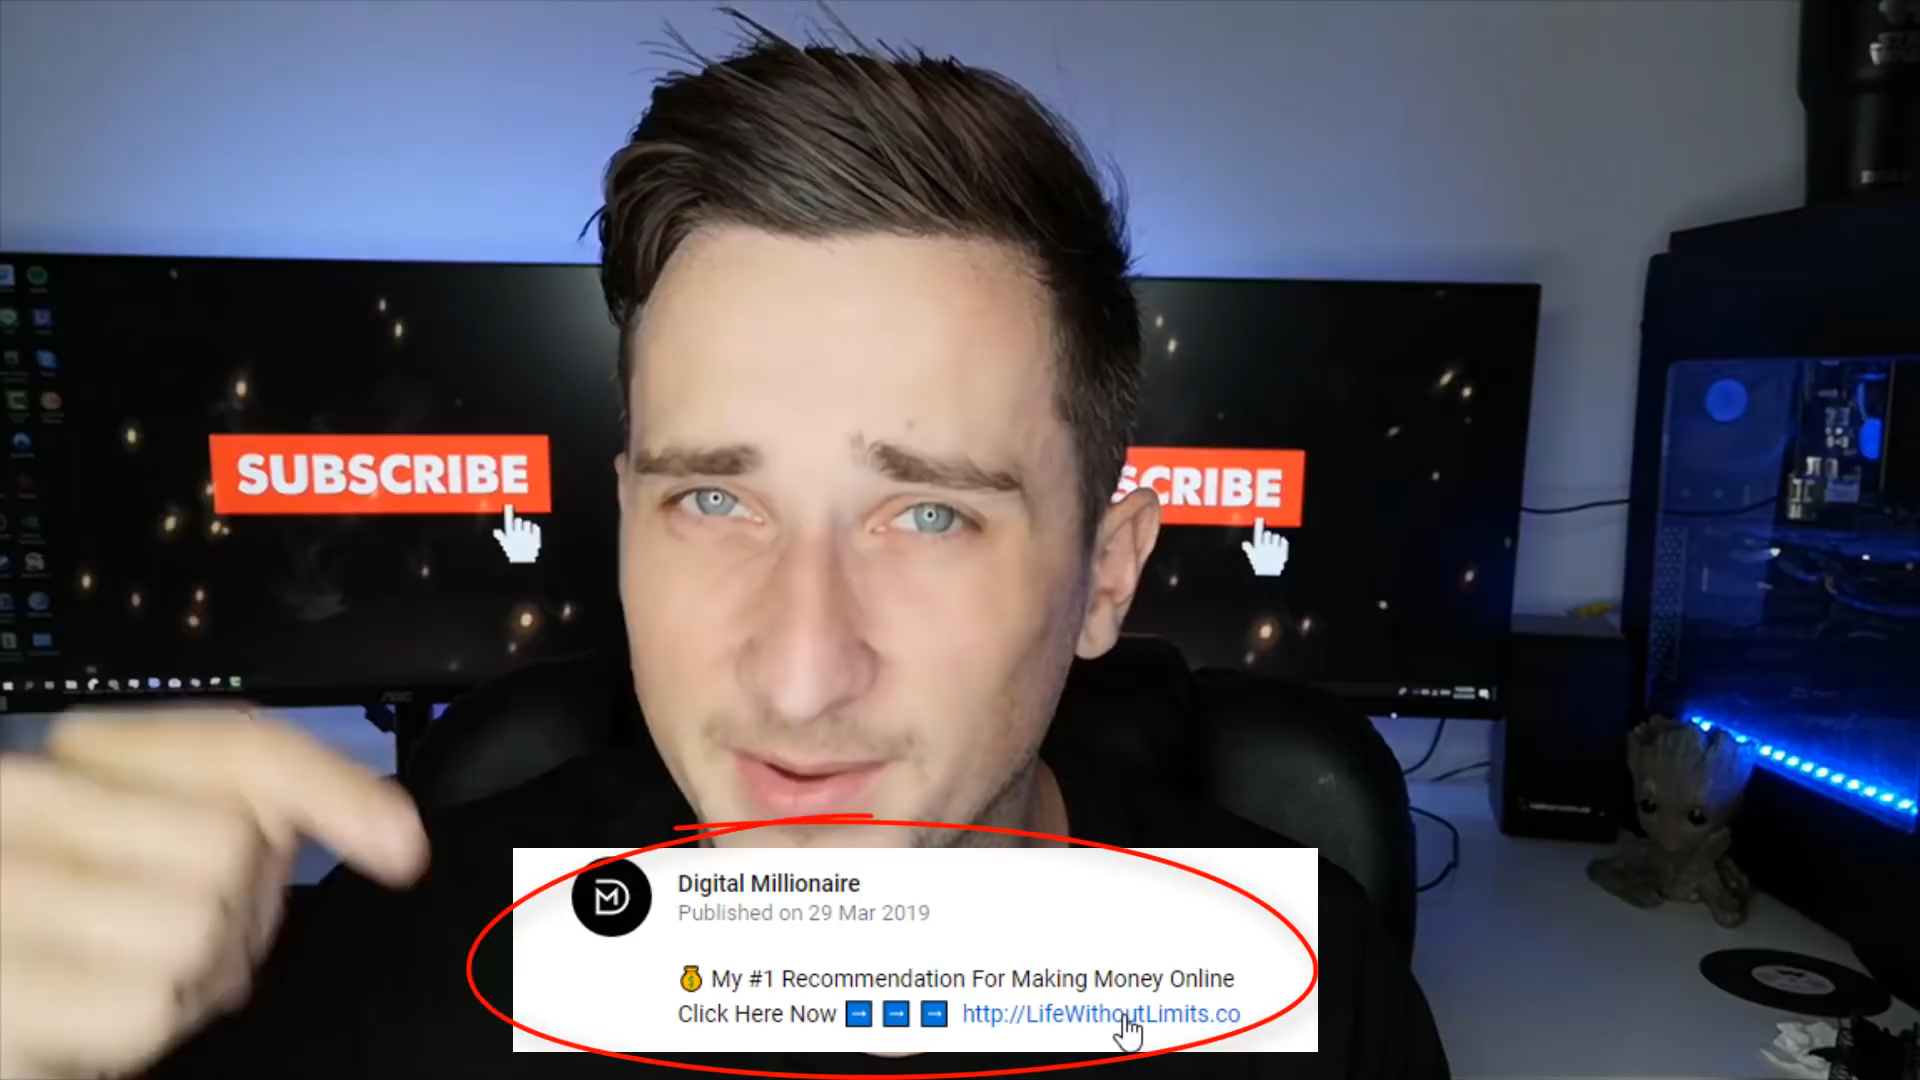 SUBSCRIBE
SCRIBE
Digital Millionaire
Published on 29 Mar 2019
My #1 Recommendation For Making Money Online
Click Here Now http://LifeWithoutLimits.co